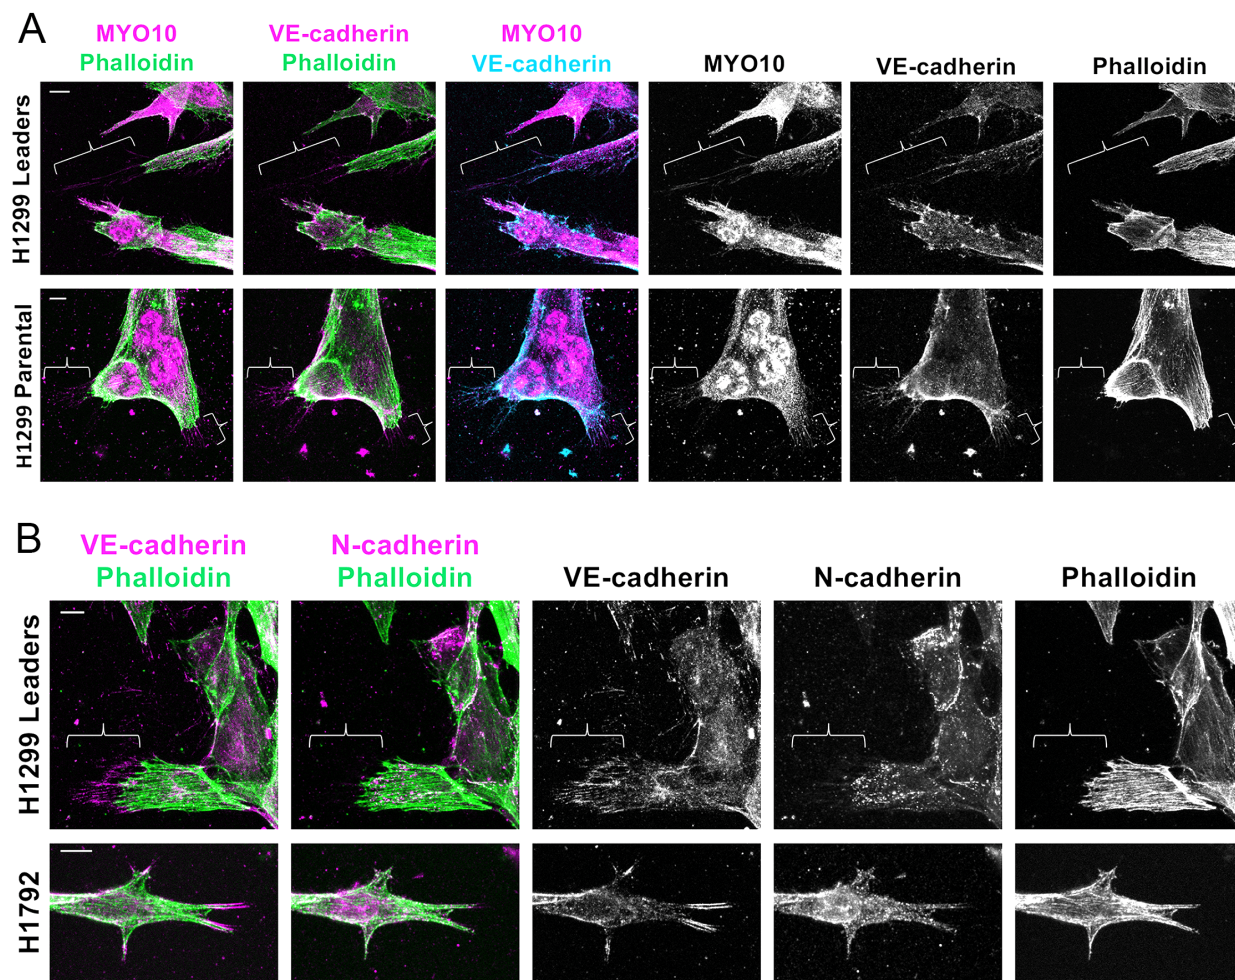 A
MYO10
Phalloidin
VE-cadherin
Phalloidin
MYO10
VE-cadherin
MYO10
VE-cadherin
Phalloidin
H1299 Leaders
H1299 Parental
B
VE-cadherin
Phalloidin
N-cadherin
Phalloidin
VE-cadherin
N-cadherin
Phalloidin
H1299 Leaders
H1792